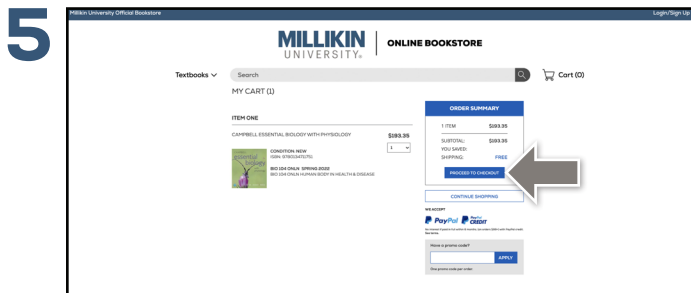 5
Millikin University Official Bookstore
Login/Sign Up
MILLIKIN
UNIVERSITY®
ONLINE BOOKSTORE
Textbooks
Search
Cart (0)
MY CART (1)
ITEM ONE
CAMPBELL ESSENTIAL BIOLOGY WITH PHYSIOLOGY
$193.35
1
CONDITION: NEW
essential
biology
BIO 104 ONLN SPRING 2022
BIO 104 ONLN HUMAN BODY IN HEALTH & DISEASE
ORDER SUMMARY
1 ITEM $193.35
SUBTOTAL: $193.35
YOU SAVED:
SHIPPING: FREE
PROCEED TO CHECKOUT
CONTINUE SHOPPING
WE ACCEPT
PayPal PayPal CREDIT
Have a promo code?
APPLY
One promo code per order